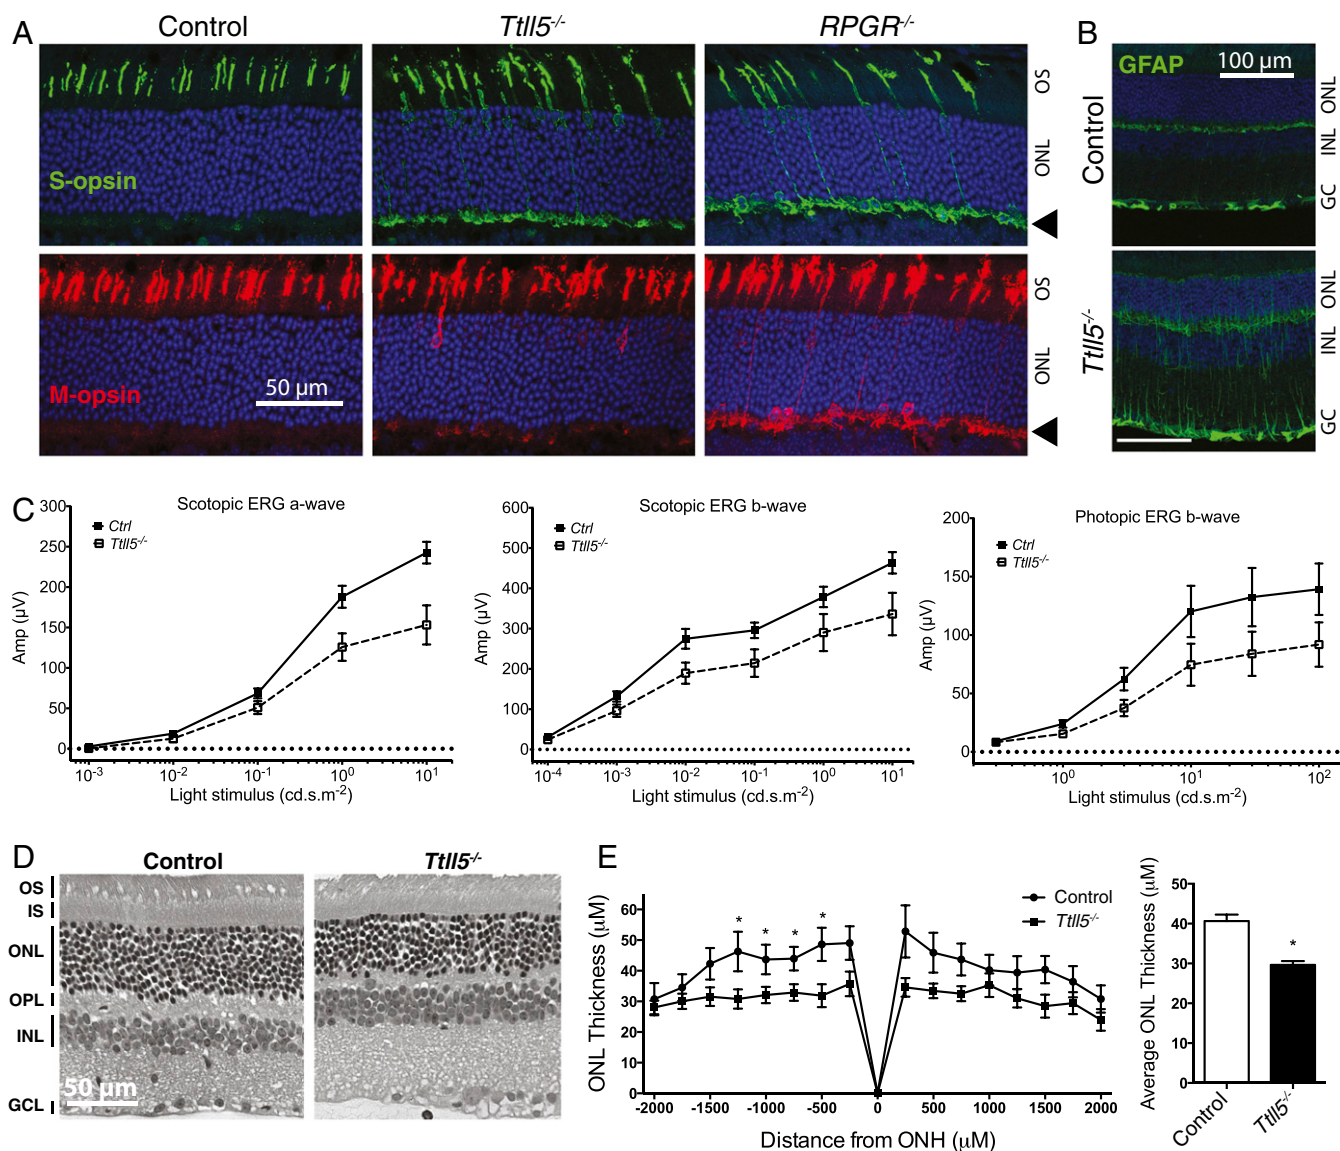 A
Control
Ttll5-/-
RPGR-/-
S-opsin
OS
ONL
M-opsin
50 µm
OS
ONL
B
GFAP
100 µm
Control
ONL
INL
GC
Ttll5-/-
ONL
INL
GC
C
Scotopic ERG a-wave
Ctrl
Ttll5-/-
Amp (µV)
300
250
200
150
100
50
0
10-3
10-2
10-1
100
101
Light stimulus (cd.s.m-2)
Scotopic ERG b-wave
Ctrl
Ttll5-/-
Amp (µV)
600
500
400
300
200
100
0
10-4
10-3
10-2
10-1
100
101
Light stimulus (cd.s.m-2)
Photopic ERG b-wave
Ctrl
Ttll5-/-
Amp (µV)
200
150
100
50
0
100
101
102
Light stimulus (cd.s.m-2)
D
Control
Ttll5-/-
OS
IS
ONL
OPL
INL
GCL
50 µm
E
Control
Ttll5-/-
ONL Thickness (µM)
60
50
40
30
20
10
0
* * * *
-2000
-1500
-1000
-500
0
500
1000
1500
2000
Distance from ONH (µM)
Average ONL Thickness (µM)
50
40
30
20
10
0
*
Control
Ttll5-/-